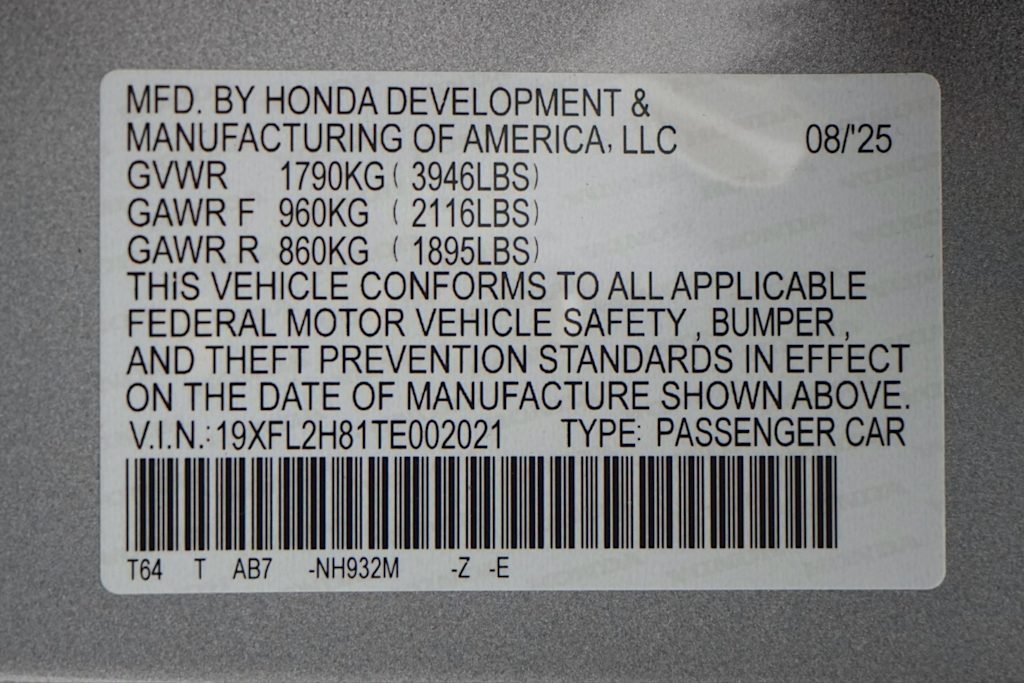 MFD. BY HONDA DEVELOPMENT &
MANUFACTURING OF AMERICA, LLC 08/'25
GVWR 1790KG ( 3946LBS)
GAWR F 960KG ( 2116LBS)
GAWR R 860KG ( 1895LBS)
THiS VEHICLE CONFORMS TO ALL APPLICABLE
FEDERAL MOTOR VEHICLE SAFETY , BUMPER ,
AND THEFT PREVENTION STANDARDS IN EFFECT
ON THE DATE OF MANUFACTURE SHOWN ABOVE.
V.I.N.: 19XFL2H81TE002021 TYPE: PASSENGER CAR
T64 T AB7 -NH932M -Z -E